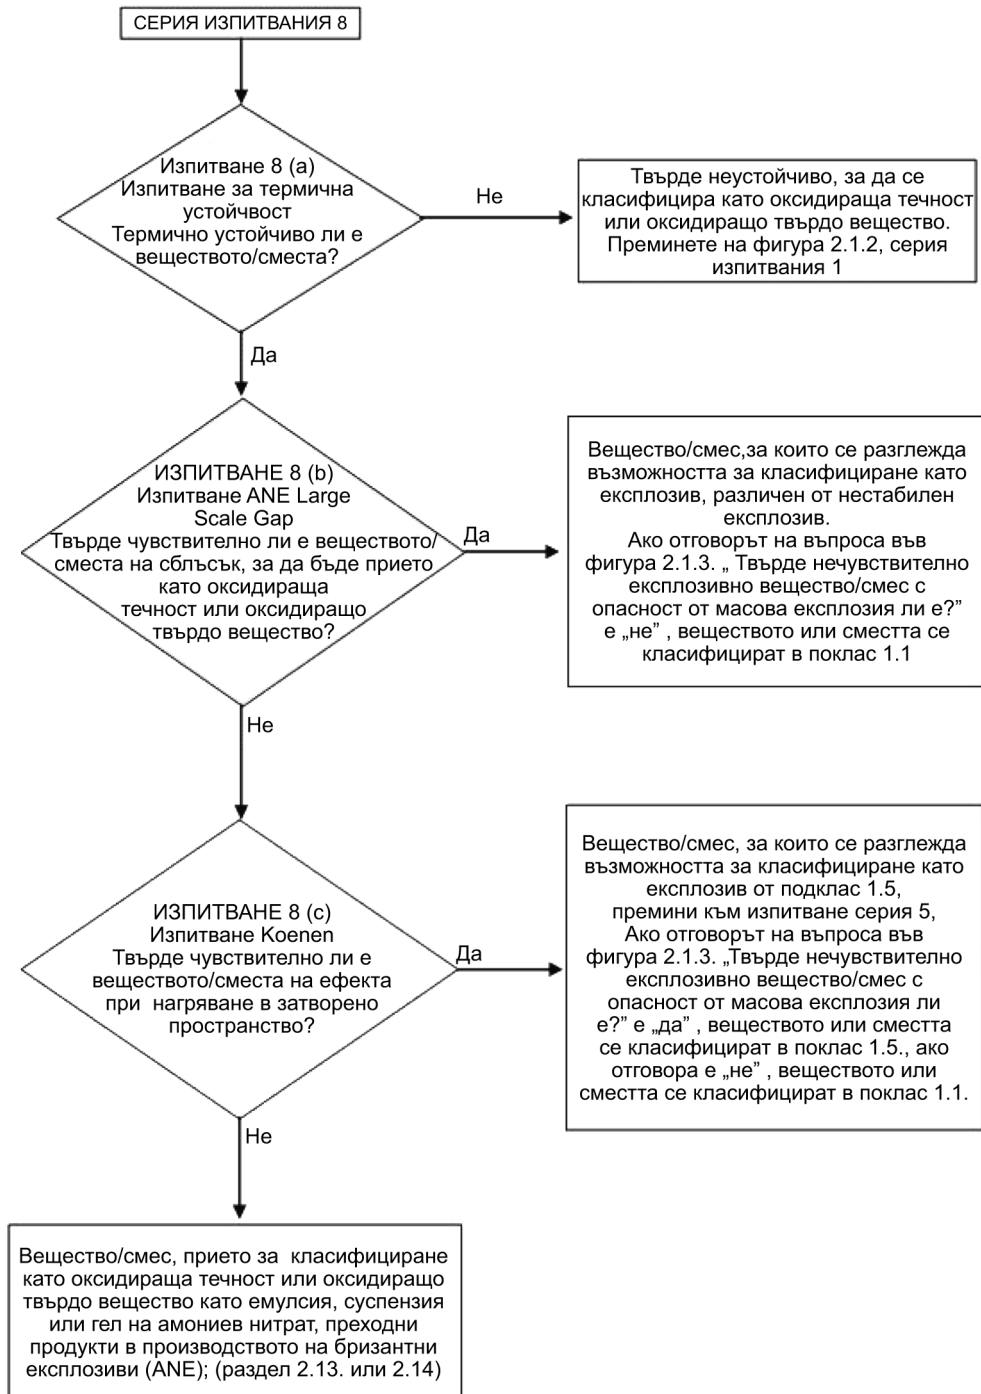 СЕРИЯ ИЗПИТВАНИЯ 8
Изпитване 8 (a)
Изпитване за термична
устойчвост
Термично устойчиво ли е
веществото/сместа?
Не
Твърде неустойчиво, за да се
класифицира като оксидираща течност
или оксидиращо твърдо вещество.
Преминете на фигура 2.1.2, серия
изпитвания 1
Да
ИЗПИТВАНЕ 8 (b)
Изпитване ANE Large
Scale Gap
Твърде чувствително ли е веществото/
сместа на сблъсък, за да бъде прието
като оксидираща
течност или оксидиращо
твърдо вещество?
Да
Вещество/смес,за които се разглежда
възможността за класифициране като
експлозив, различен от нестабилен
експлозив.
Ако отговорът на въпроса във
фигура 2.1.3. „ Твърде нечувствително
експлозивно вещество/смес с
опасност от масова експлозия ли е?”
е „не” , веществото или сместта се
класифицират в поклас 1.1
Не
ИЗПИТВАНЕ 8 (c)
Изпитване Koenen
Твърде чувствително ли е
веществото/сместа на ефекта
при нагряване в затворено
пространство?
Да
Вещество/смес, за които се разглежда
възможността за класифициране като
експлозив от подклас 1.5,
премини към изпитване серия 5,
Ако отговорът на въпроса във
фигура 2.1.3. „Твърде нечувствително
експлозивно вещество/смес с
опасност от масова експлозия ли
е?” е „да” , веществото или сместта
се класифицират в поклас 1.5., ако
отговора е „не” , веществото или
сместта се класифицират в поклас 1.1.
Не
Вещество/смес, прието за класифициране
като оксидираща течност или оксидиращо
твърдо вещество като емулсия, суспензия
или гел на амониев нитрат, преходни
продукти в производството на бризантни
експлозиви (ANE); (раздел 2.13. или 2.14)